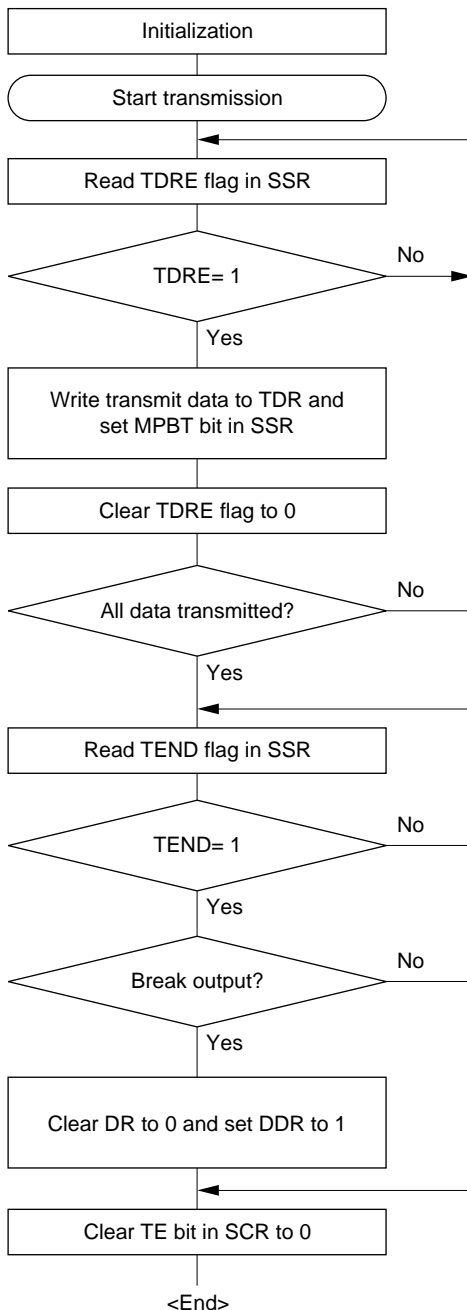 Initialization
Start transmission
Read TDRE flag in SSR
TDRE= 1
No
Yes
Write transmit data to TDR and
set MPBT bit in SSR
Clear TDRE flag to 0
All data transmitted?
No
Yes
Read TEND flag in SSR
TEND= 1
No
Yes
Break output?
No
Yes
Clear DR to 0 and set DDR to 1
Clear TE bit in SCR to 0
<End>